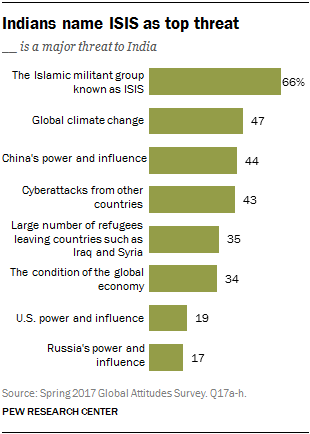 Indians name ISIS as top threat
__ is a major threat to India
The Islamic militant group
known as ISIS
66%
Global climate change
47
China's power and influence
44
Cyberattacks from other
countries
43
Large number of refugees
leaving countries such as
Iraq and Syria
35
The condition of the global
economy
34
U.S. power and influence
19
Russia's power and
influence
17
Source: Spring 2017 Global Attitudes Survey. Q17a-h.
PEW RESEARCH CENTER